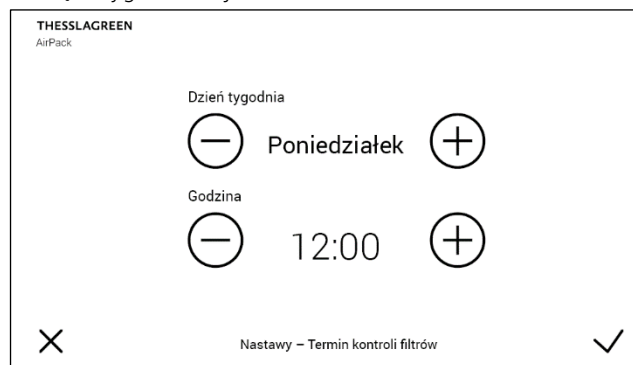 THESSLAGREEN
AirPack
Dzień tygodnia
Poniedziałek
Godzina
12:00
Nastawy – Termin kontroli filtrów